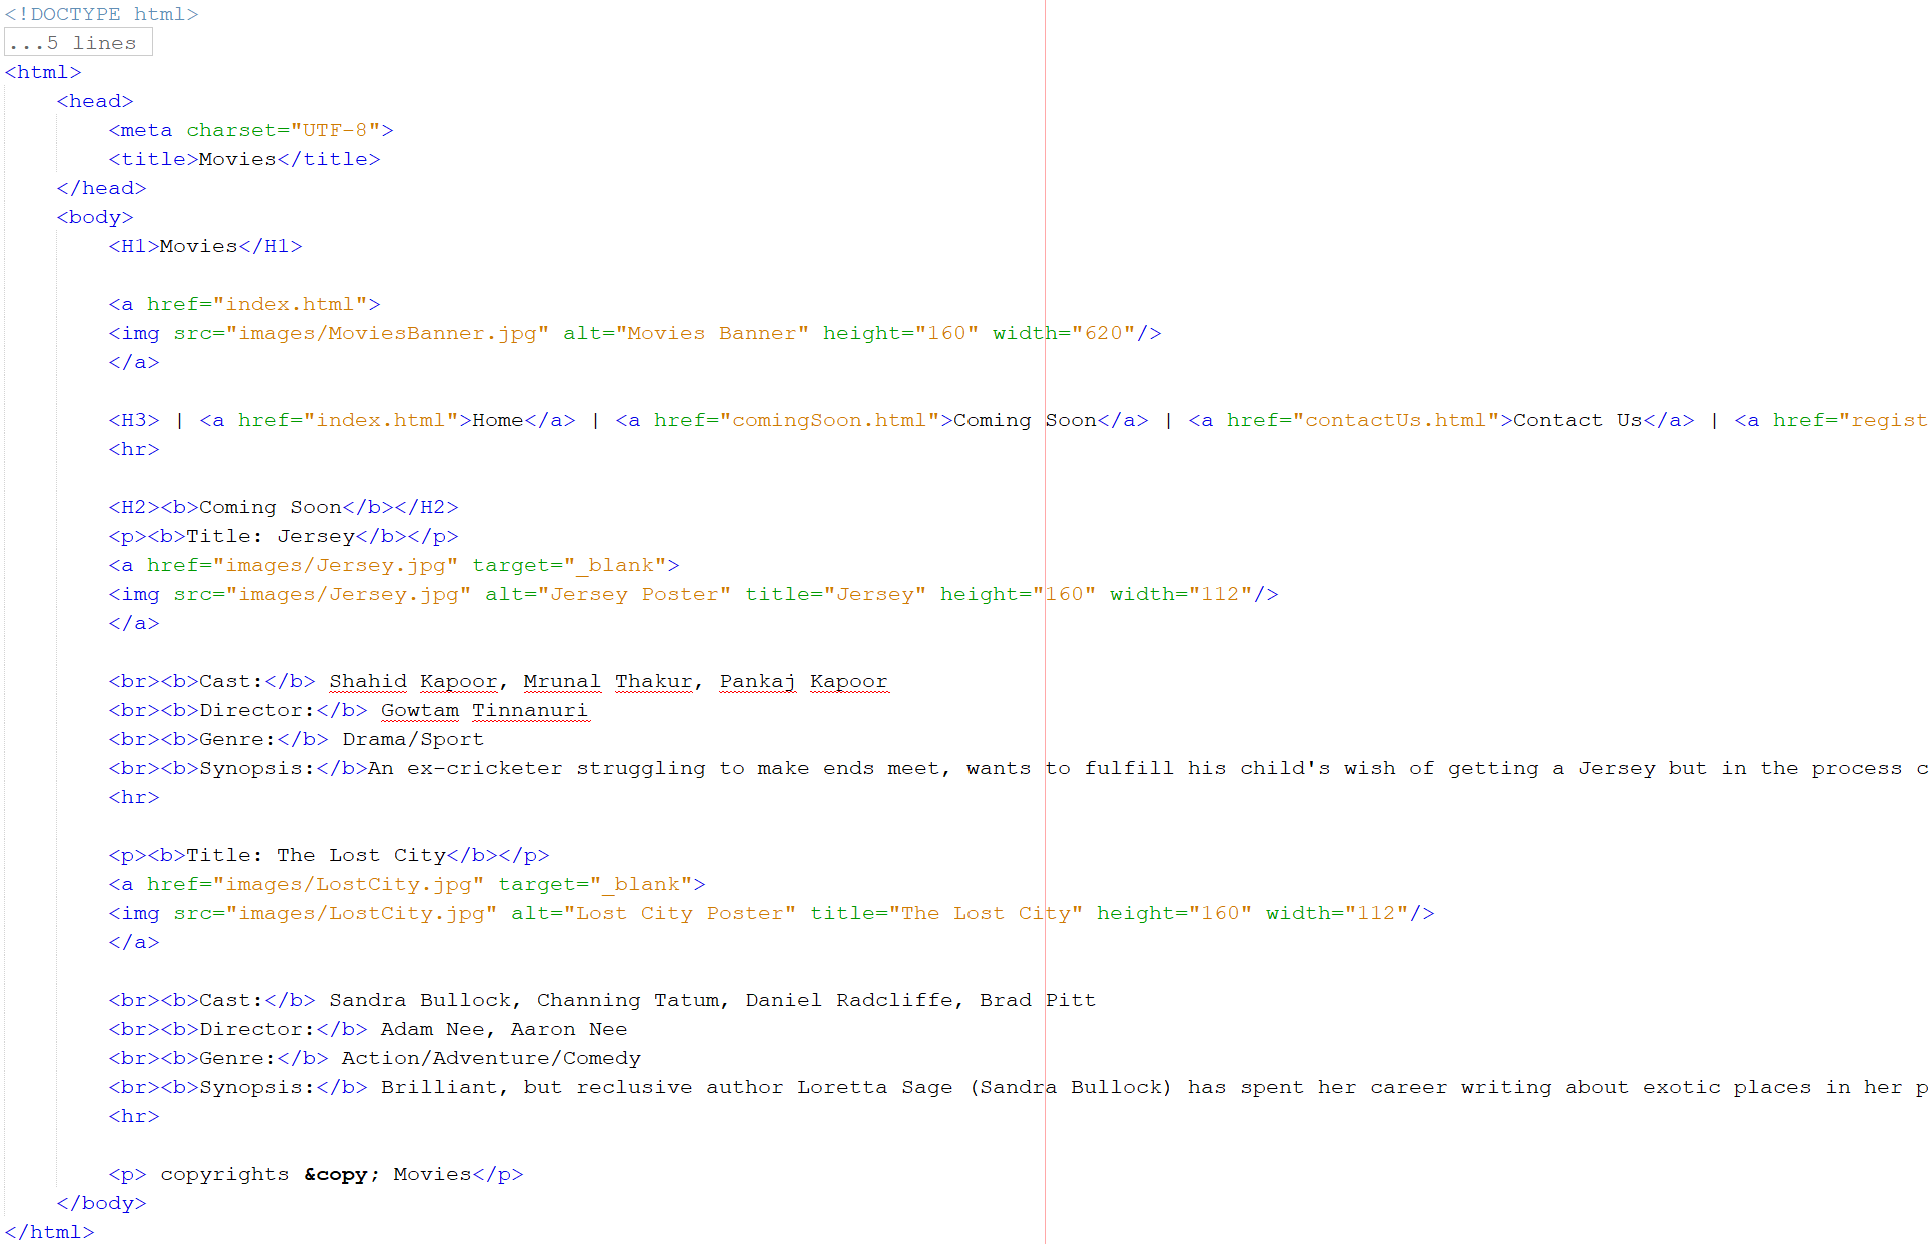 <!DOCTYPE html>
...5 lines
<html>
<head>
<meta charset="UTF-8">
<title>Movies</title>
</head>
<body>
<H1>Movies</H1>
<a href="index.html">
<img src="images/MoviesBanner.jpg" alt="Movies Banner" height="160" width="620"/>
</a>
<H3> | <a href="index.html">Home</a> | <a href="comingSoon.html">Coming Soon</a> | <a href="contactUs.html">Contact Us</a> | <a href="regist
<hr>
<H2><b>Coming Soon</b></H2>
<p><b>Title: Jersey</b></p>
<a href="images/Jersey.jpg" target="_blank">
<img src="images/Jersey.jpg" alt="Jersey Poster" title="Jersey" height="160" width="112"/>
</a>
<br><b>Cast:</b> Shahid Kapoor, Mrunal Thakur, Pankaj Kapoor
<br><b>Director:</b> Gowtam Tinnanuri
<br><b>Genre:</b> Drama/Sport
<br><b>Synopsis:</b>An ex-cricketer struggling to make ends meet, wants to fulfill his child's wish of getting a Jersey but in the process c
<hr>
<p><b>Title: The Lost City</b></p>
<a href="images/LostCity.jpg" target="_blank">
<img src="images/LostCity.jpg" alt="Lost City Poster" title="The Lost City" height="160" width="112"/>
</a>
<br><b>Cast:</b> Sandra Bullock, Channing Tatum, Daniel Radcliffe, Brad Pitt
<br><b>Director:</b> Adam Nee, Aaron Nee
<br><b>Genre:</b> Action/Adventure/Comedy
<br><b>Synopsis:</b> Brilliant, but reclusive author Loretta Sage (Sandra Bullock) has spent her career writing about exotic places in her p
<hr>
<p> copyrights &copy; Movies</p>
</body>
</html>